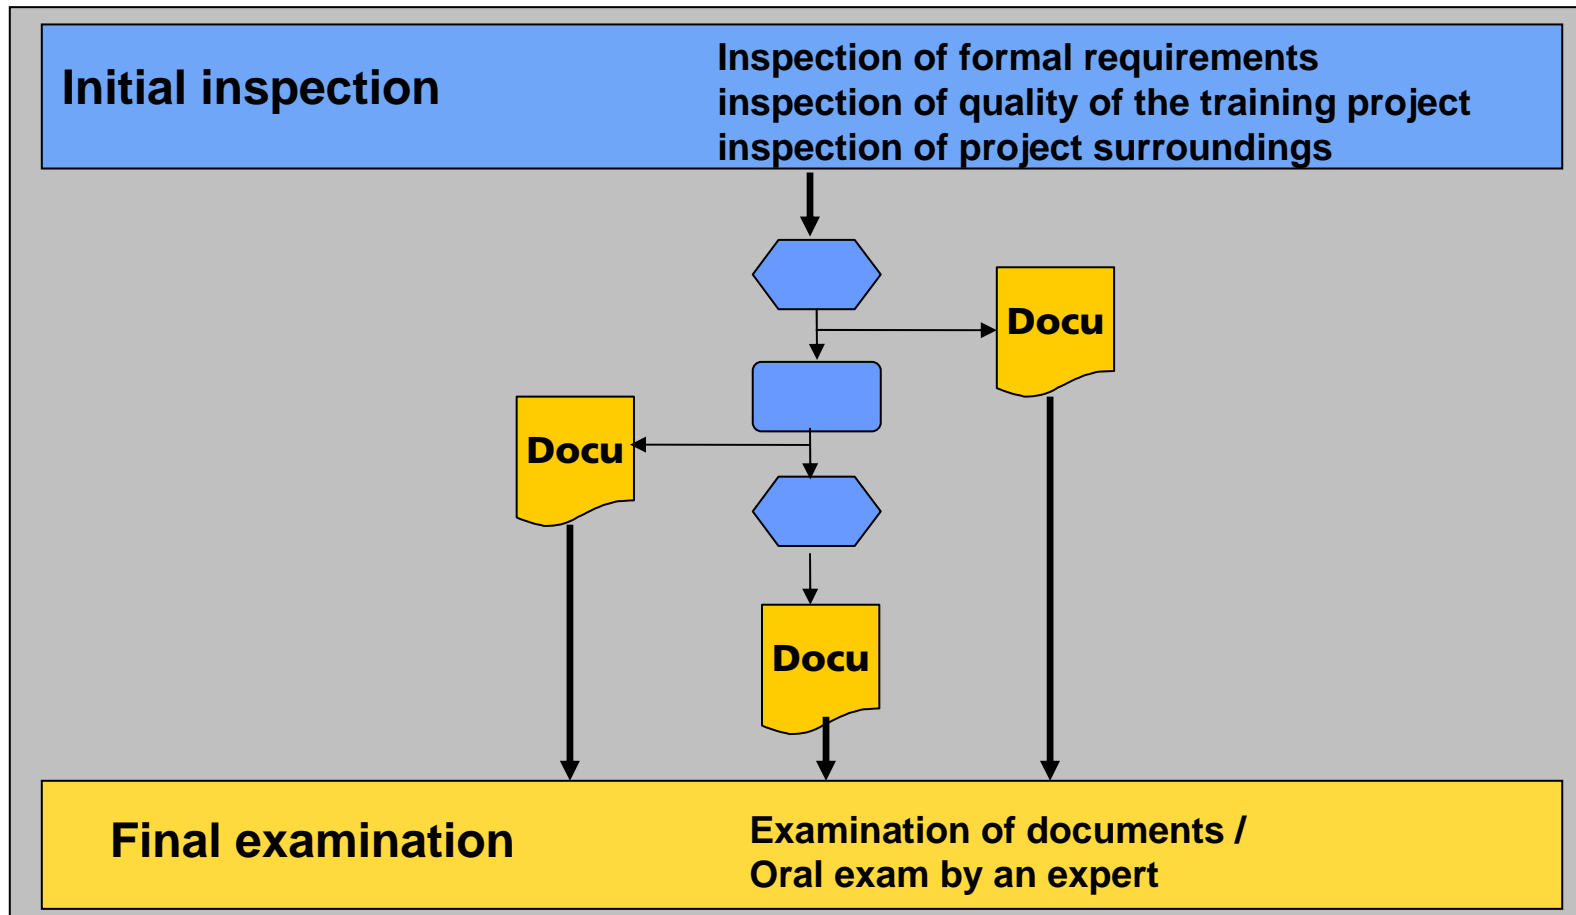 Initial inspection
Inspection of formal requirements
inspection of quality of the training project
inspection of project surroundings
Docu
Docu
Docu
Final examination
Examination of documents /
Oral exam by an expert